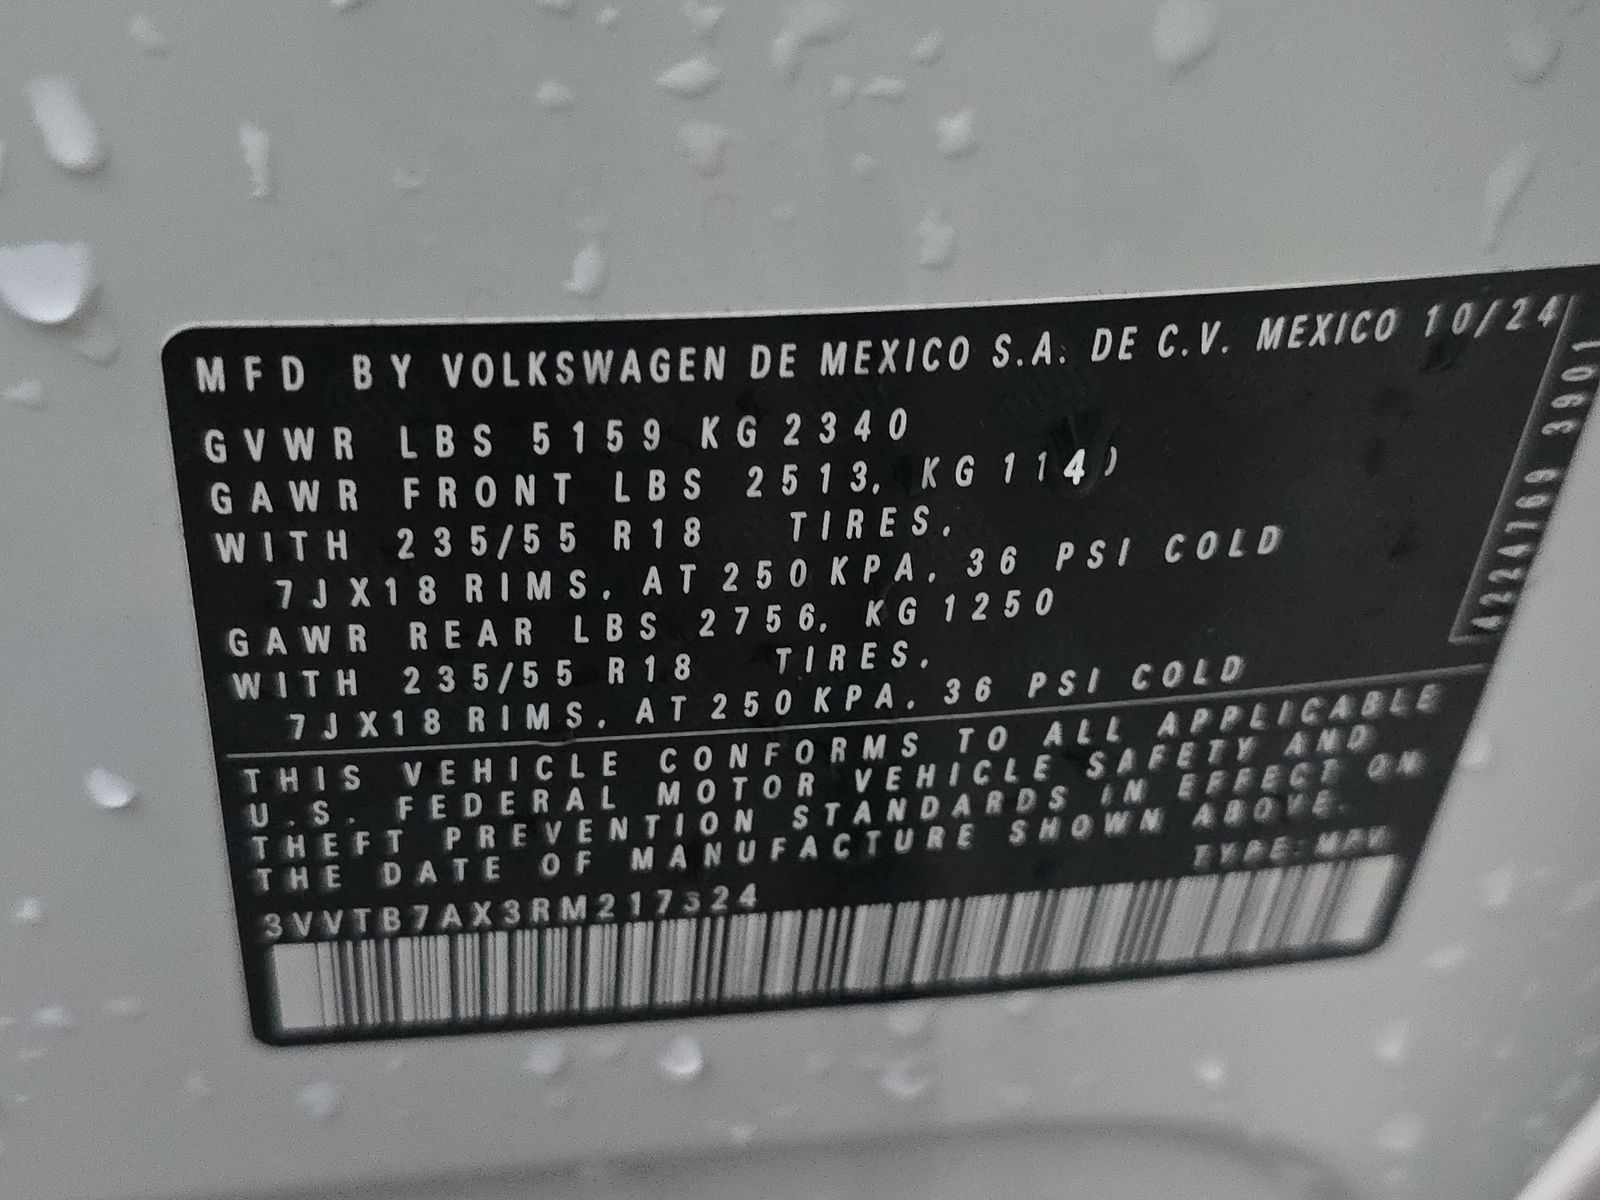 MFD BY VOLKSWAGEN DE MEXICO S.A. DE C.V. MEXICO 10/24
GVWR LBS 5159 KG 2340
GAWR FRONT LBS 2513, KG 1140
WITH 235/55 R18 TIRES,
7JX18 RIMS, AT 250 KPA, 36 PSI COLD
GAWR REAR LBS 2756, KG 1250
WITH 235/55 R18 TIRES,
7JX18 RIMS, AT 250 KPA, 36 PSI COLD
THIS VEHICLE CONFORMS TO ALL APPLICABLE
U.S. FEDERAL MOTOR VEHICLE SAFETY AND
THEFT PREVENTION STANDARDS IN EFFECT ON
THE DATE OF MANUFACTURE SHOWN ABOVE.
TYPE: MPV
3VVTB7AX3RM217324
3901